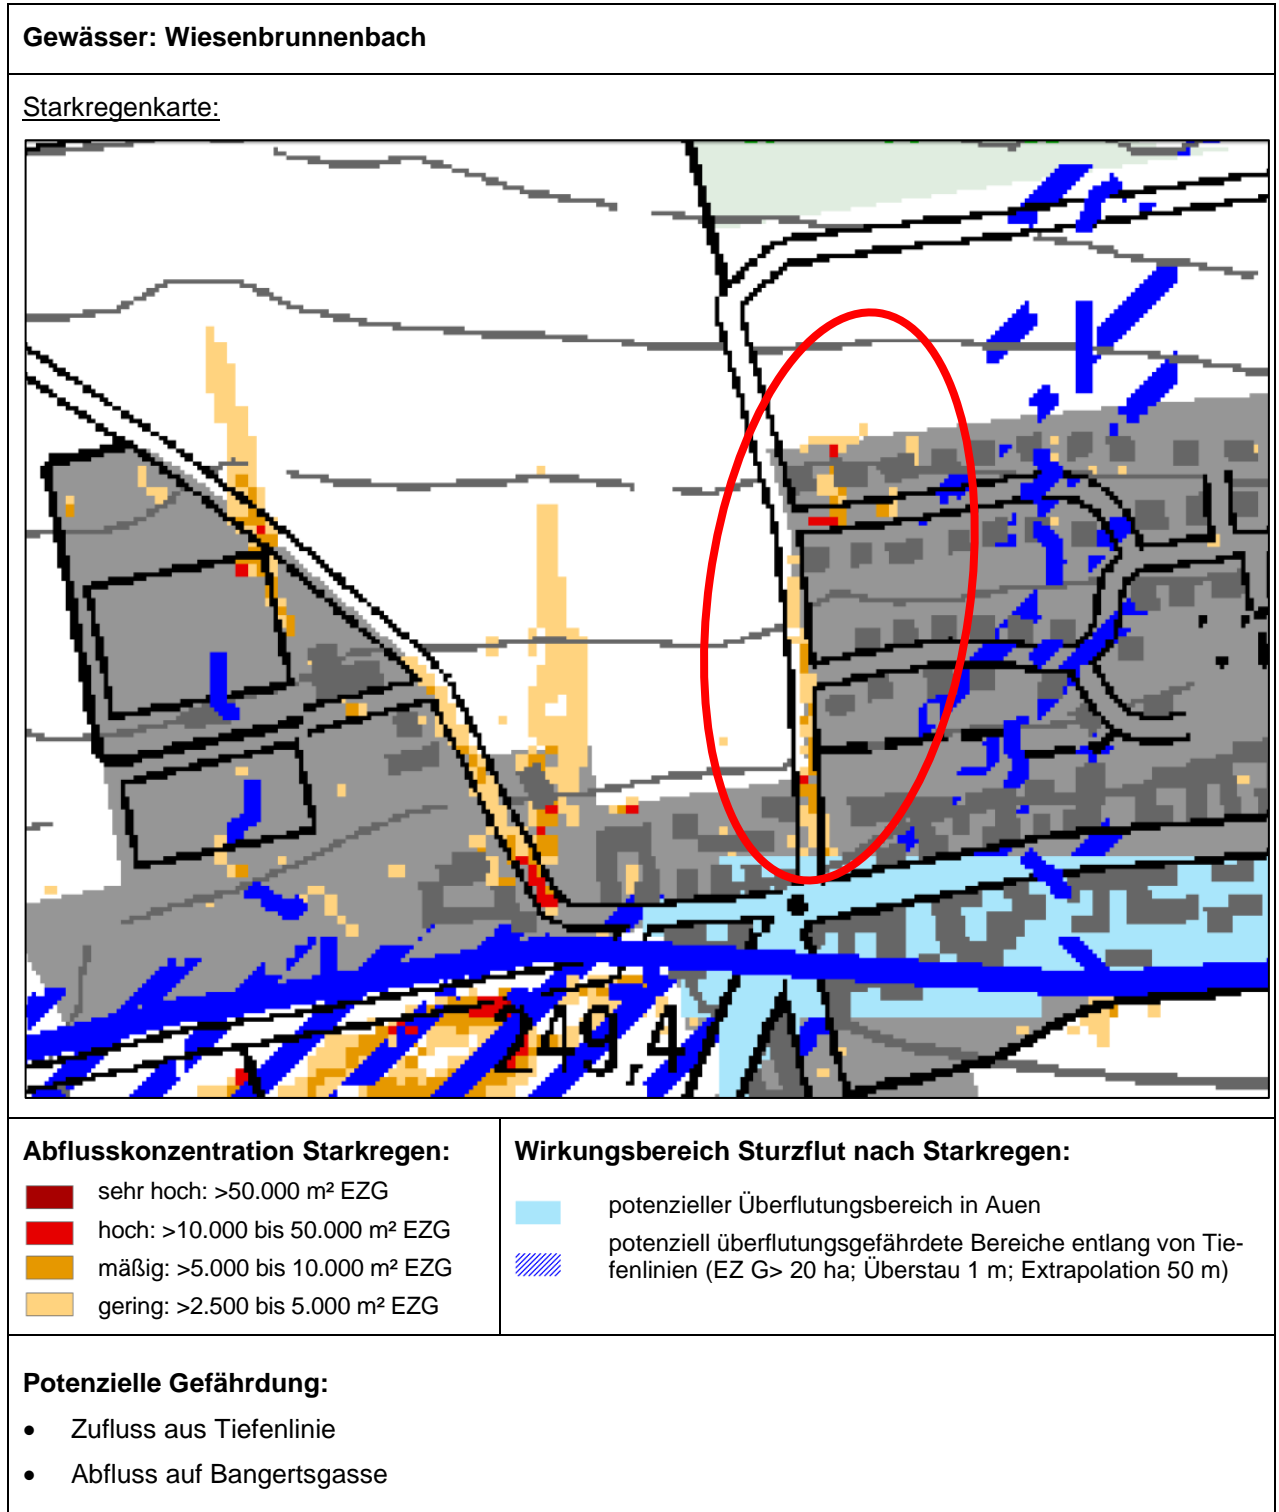 Gewässer: Wiesenbrunnenbach
Starkregenkarte:
249,4
Abflusskonzentration Starkregen:
sehr hoch: >50.000 m² EZG
hoch: >10.000 bis 50.000 m² EZG
mäßig: >5.000 bis 10.000 m² EZG
gering: >2.500 bis 5.000 m² EZG
Wirkungsbereich Sturzflut nach Starkregen:
potenzieller Überflutungsbereich in Auen
potenziell überflutungsgefährdete Bereiche entlang von Tie-
fenlinien (EZ G> 20 ha; Überstau 1 m; Extrapolation 50 m)
Potenzielle Gefährdung:
• Zufluss aus Tiefenlinie
• Abfluss auf Bangertsgasse